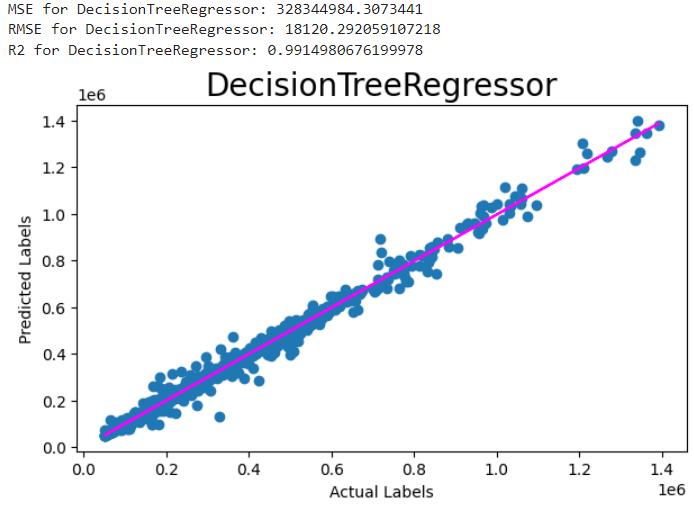 MSE for DecisionTreeRegressor: 328344984.3073441
RMSE for DecisionTreeRegressor: 18120.292059107218
R2 for DecisionTreeRegressor: 0.9914980676199978
DecisionTreeRegressor
1e6
1.4
1.2
1.0
0.8
0.6
0.4
0.2
0.0
Predicted Labels
0.0 0.2 0.4 0.6 0.8 1.0 1.2 1.4
1e6
Actual Labels